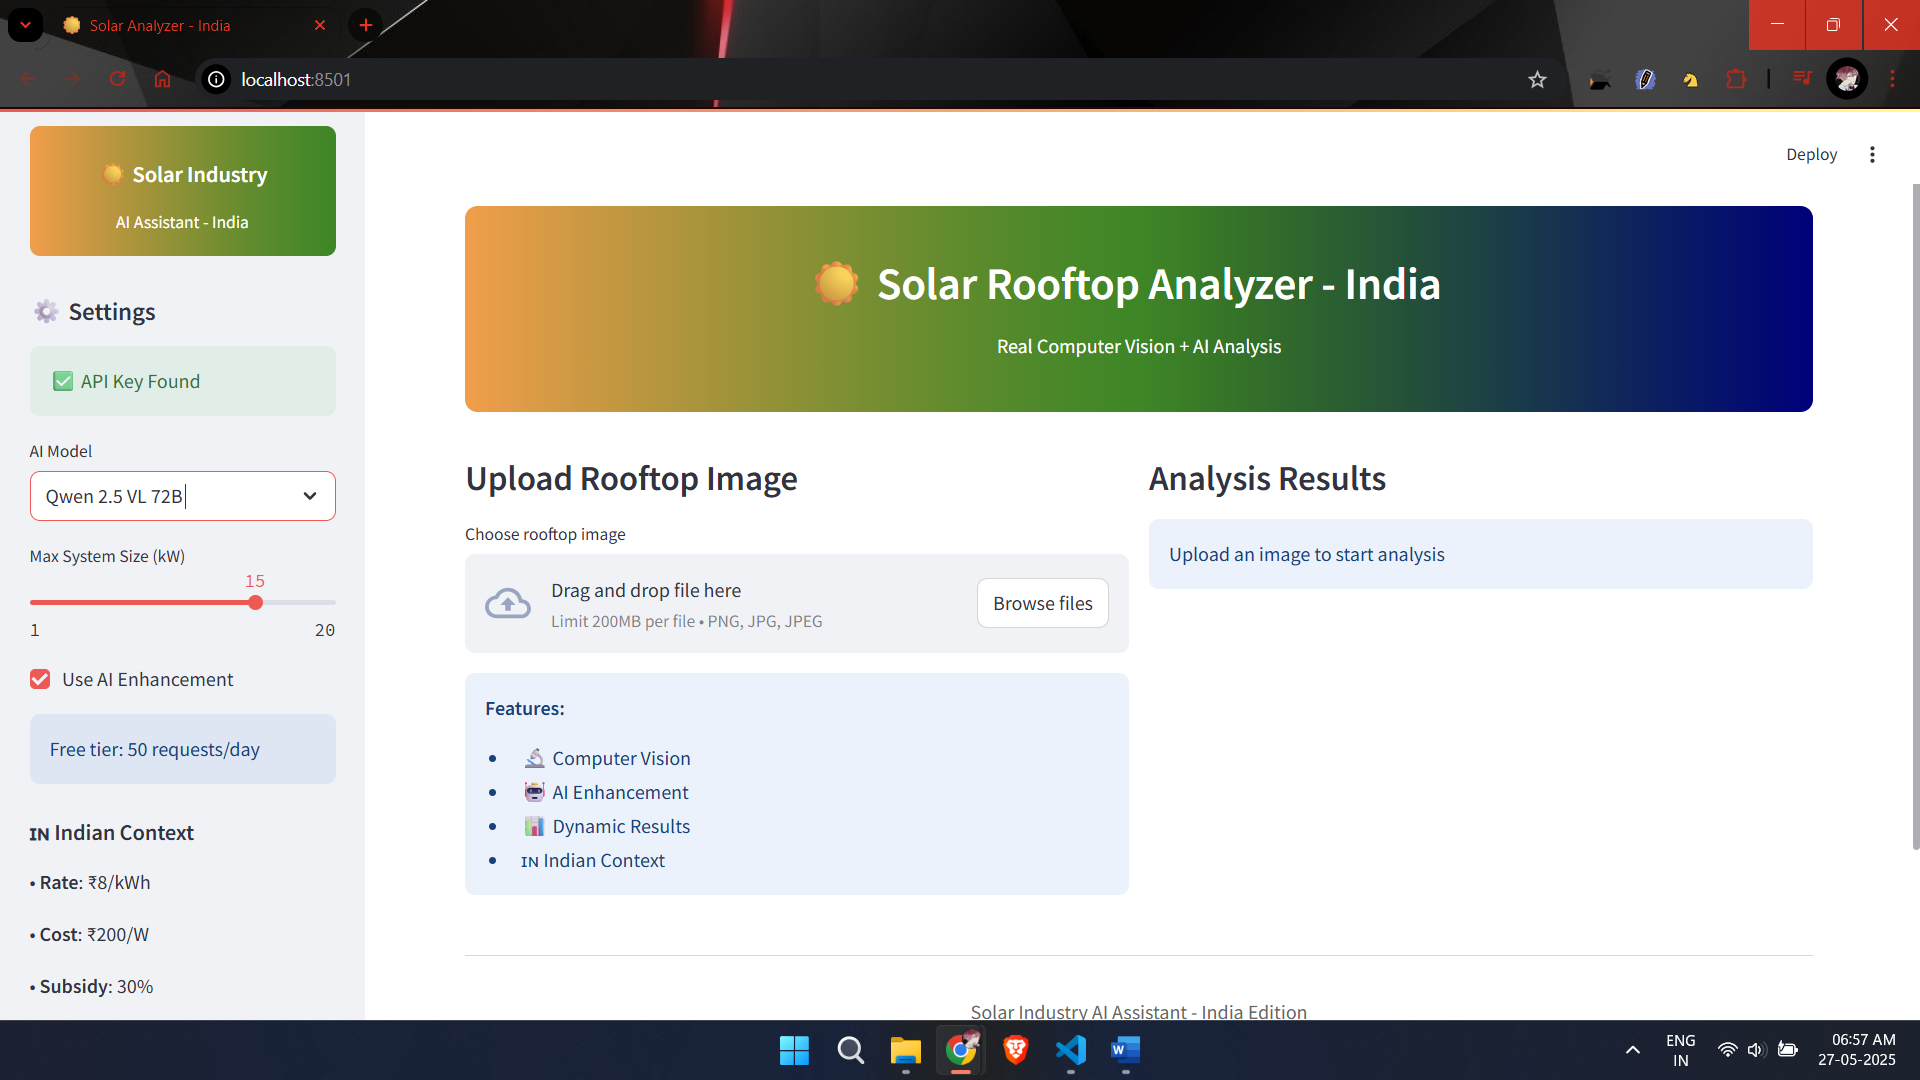 Solar Analyzer - India
localhost:8501
Solar Industry
AI Assistant - India
Settings
API Key Found
AI Model
Qwen 2.5 VL 72B
Max System Size (kW)
15
1
20
Use AI Enhancement
Free tier: 50 requests/day
IN Indian Context
• Rate: ₹8/kWh
• Cost: ₹200/W
• Subsidy: 30%
Deploy
Solar Rooftop Analyzer - India
Real Computer Vision + AI Analysis
Upload Rooftop Image
Choose rooftop image
Drag and drop file here
Limit 200MB per file • PNG, JPG, JPEG
Browse files
Features:
• Computer Vision
• AI Enhancement
• Dynamic Results
• IN Indian Context
Analysis Results
Upload an image to start analysis
Solar Industry AI Assistant - India Edition
W
ENG
IN
06:57 AM
27-05-2025